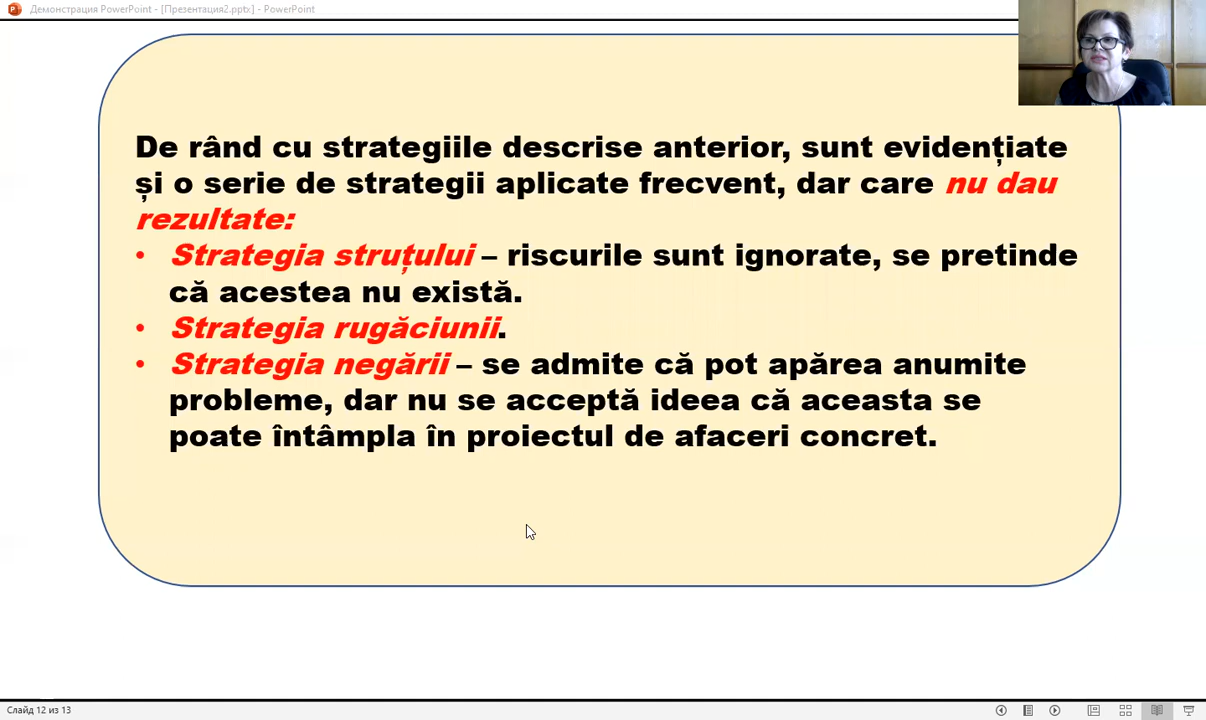 Демонстрация PowerPoint - [Презентация2.pptx] - PowerPoint
De rând cu strategiile descrise anterior, sunt evidențiate
și o serie de strategii aplicate frecvent, dar care nu dau
rezultate:
• Strategia struțului – riscurile sunt ignorate, se pretinde
că acestea nu există.
• Strategia rugăciunii.
• Strategia negării – se admite că pot apărea anumite
probleme, dar nu se acceptă ideea că aceasta se
poate întâmpla în proiectul de afaceri concret.
Слайд 12 из 13